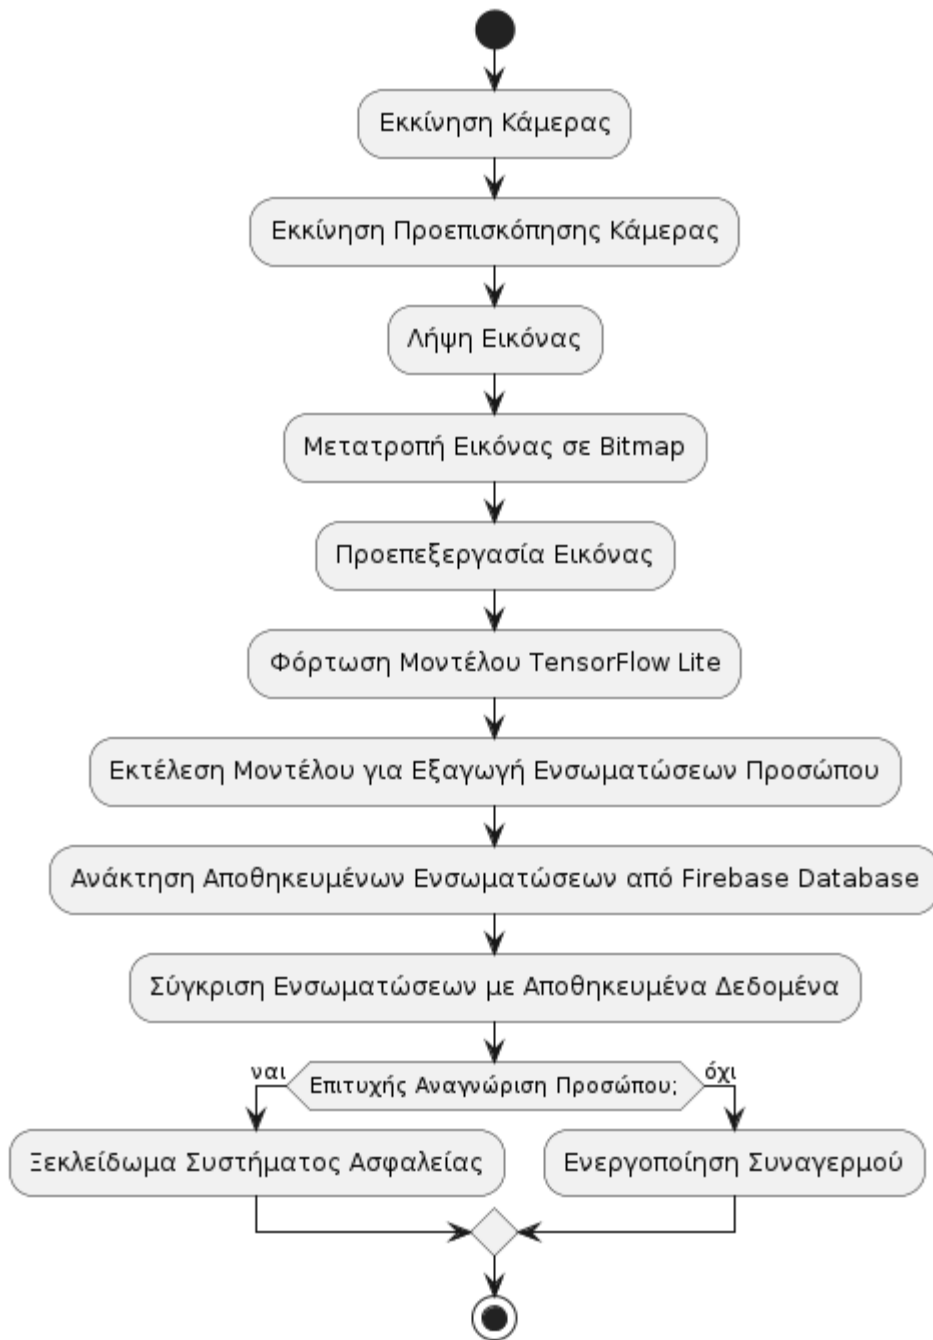 Εκκίνηση Κάμερας
Εκκίνηση Προεπισκόπησης Κάμερας
Λήψη Εικόνας
Μετατροπή Εικόνας σε Bitmap
Προεπεξεργασία Εικόνας
Φόρτωση Μοντέλου TensorFlow Lite
Εκτέλεση Μοντέλου για Εξαγωγή Ενσωματώσεων Προσώπου
Ανάκτηση Αποθηκευμένων Ενσωματώσεων από Firebase Database
Σύγκριση Ενσωματώσεων με Αποθηκευμένα Δεδομένα
ναι
Επιτυχής Αναγνώριση Προσώπου;
όχι
Ξεκλείδωμα Συστήματος Ασφαλείας
Ενεργοποίηση Συναγερμού